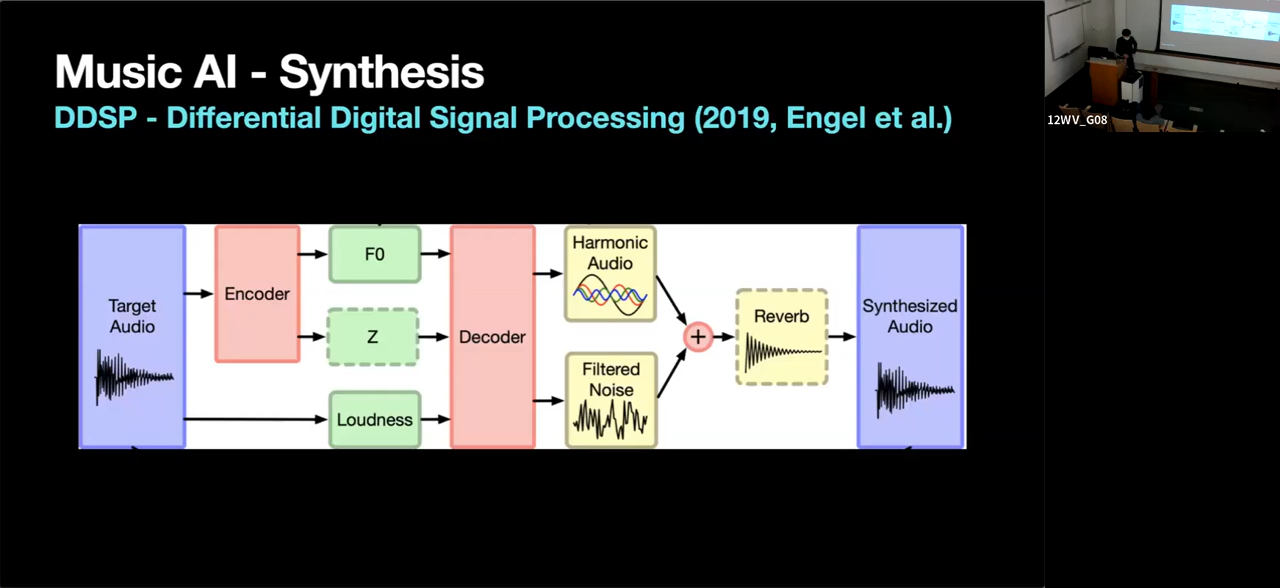 Music AI - Synthesis
DDSP - Differential Digital Signal Processing (2019, Engel et al.)
12WV_G08
Target
Audio
Encoder
F0
Z
Loudness
Decoder
Harmonic
Audio
Filtered
Noise
+
Reverb
Synthesized
Audio